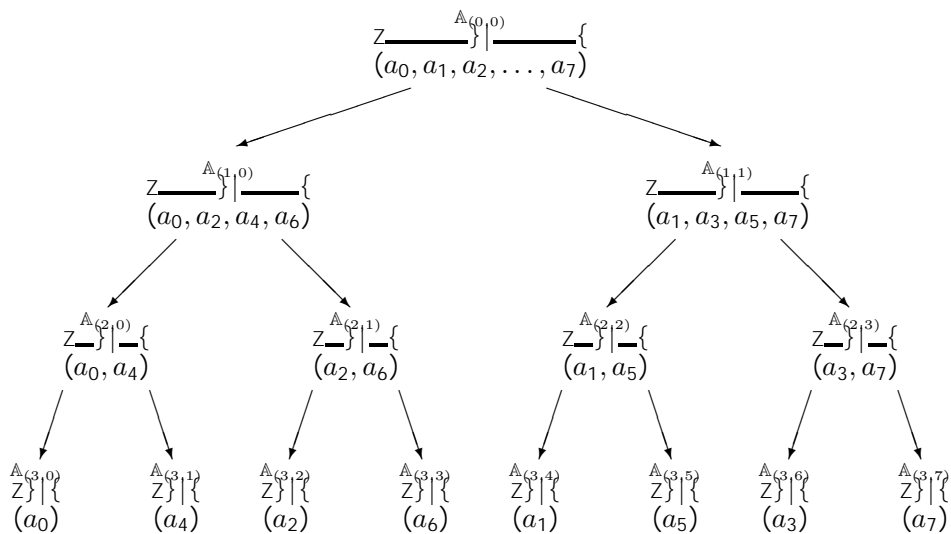 𝔸(0,0)
(a₀, a₁, a₂, . . . , a₇)
𝔸(1,0) 𝔸(1,1)
(a₀, a₂, a₄, a₆) (a₁, a₃, a₅, a₇)
𝔸(2,0) 𝔸(2,1) 𝔸(2,2) 𝔸(2,3)
(a₀, a₄) (a₂, a₆) (a₁, a₅) (a₃, a₇)
𝔸(3,0) 𝔸(3,1) 𝔸(3,2) 𝔸(3,3) 𝔸(3,4) 𝔸(3,5) 𝔸(3,6) 𝔸(3,7)
(a₀) (a₄) (a₂) (a₆) (a₁) (a₅) (a₃) (a₇)